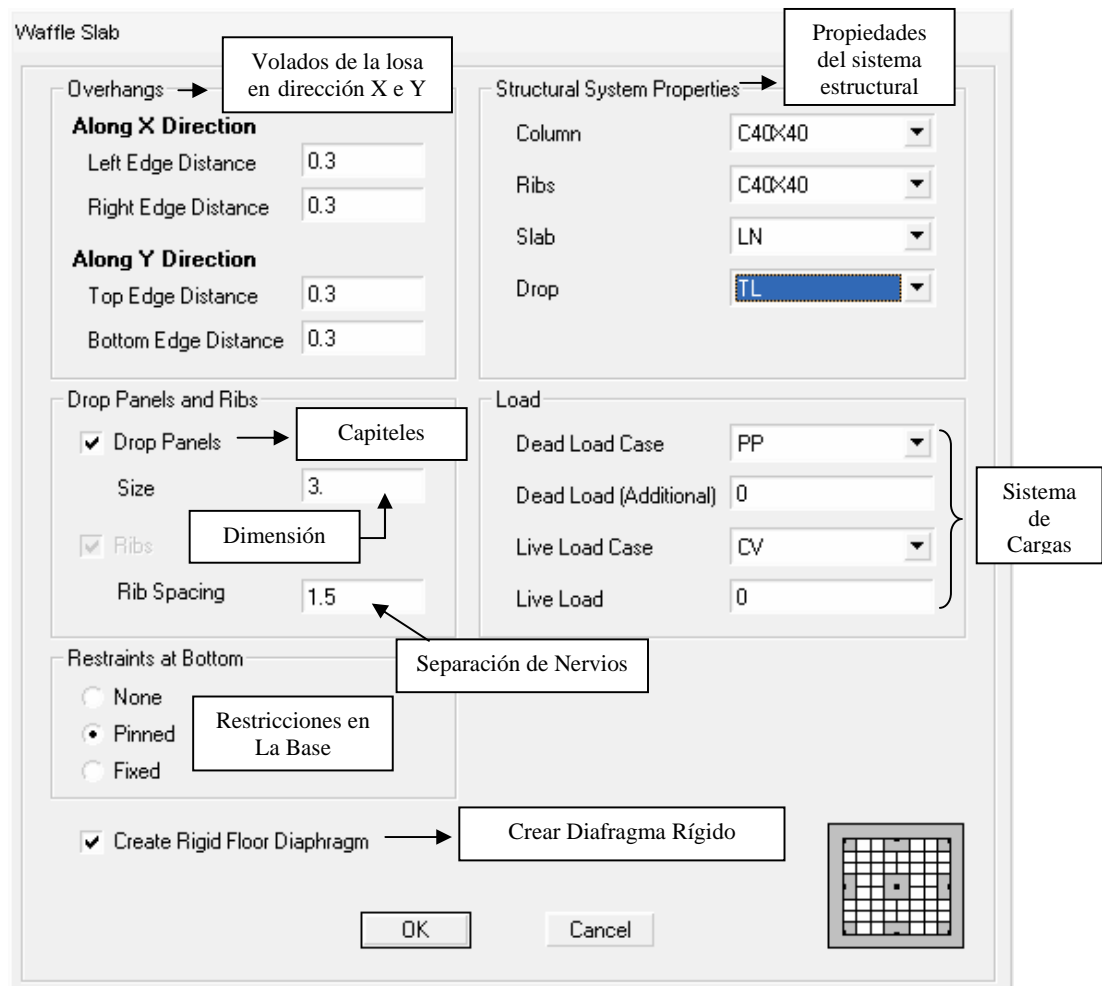 Waffle Slab
Volados de la losa
en dirección X e Y
Propiedades
del sistema
estructural
Overhangs
Along X Direction
Left Edge Distance 0.3
Right Edge Distance 0.3
Along Y Direction
Top Edge Distance 0.3
Bottom Edge Distance 0.3
Structural System Properties
Column C40X40
Ribs C40X40
Slab LN
Drop TL
Drop Panels and Ribs
Drop Panels
Capiteles
Size 3.
Dimensión
Ribs
Rib Spacing 1.5
Separación de Nervios
Load
Dead Load Case PP
Dead Load (Additional) 0
Live Load Case CV
Live Load 0
Sistema
de
Cargas
Restraints at Bottom
None
Pinned
Fixed
Restricciones en
La Base
Create Rigid Floor Diaphragm
Crear Diafragma Rígido
OK
Cancel